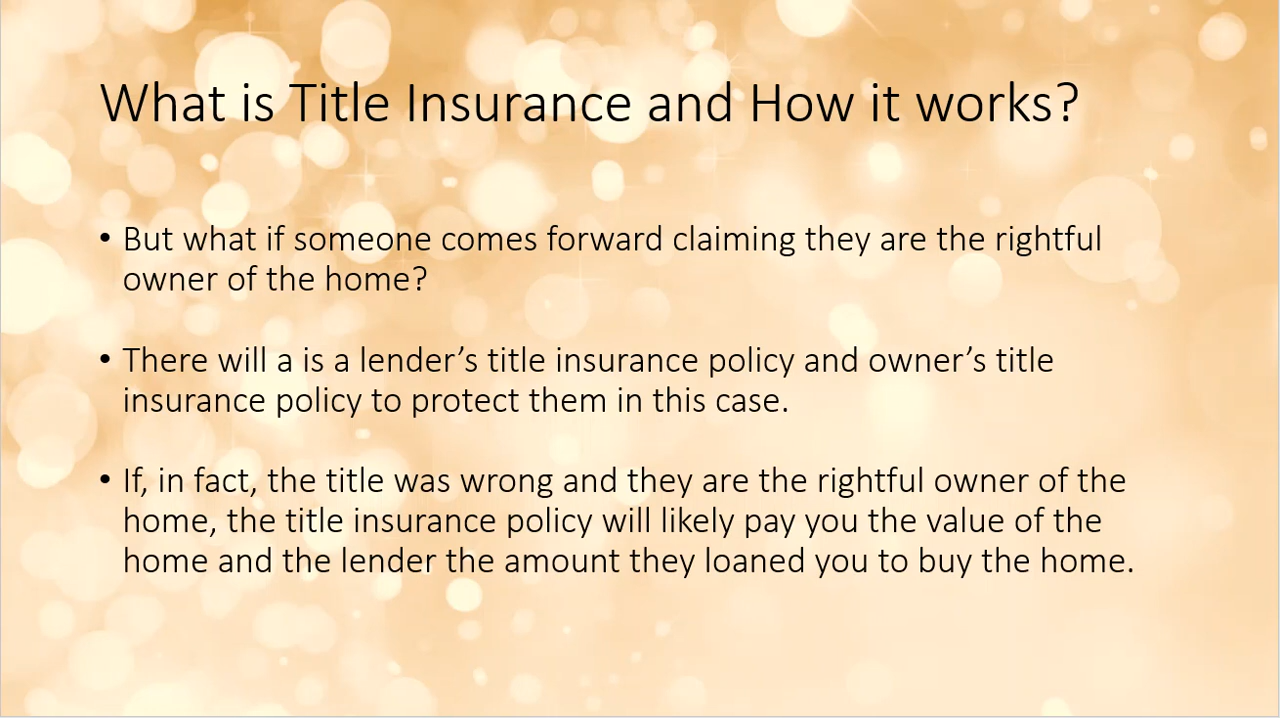 What is Title Insurance and How it works?
• But what if someone comes forward claiming they are the rightful
owner of the home?
• There will a is a lender’s title insurance policy and owner’s title
insurance policy to protect them in this case.
• If, in fact, the title was wrong and they are the rightful owner of the
home, the title insurance policy will likely pay you the value of the
home and the lender the amount they loaned you to buy the home.